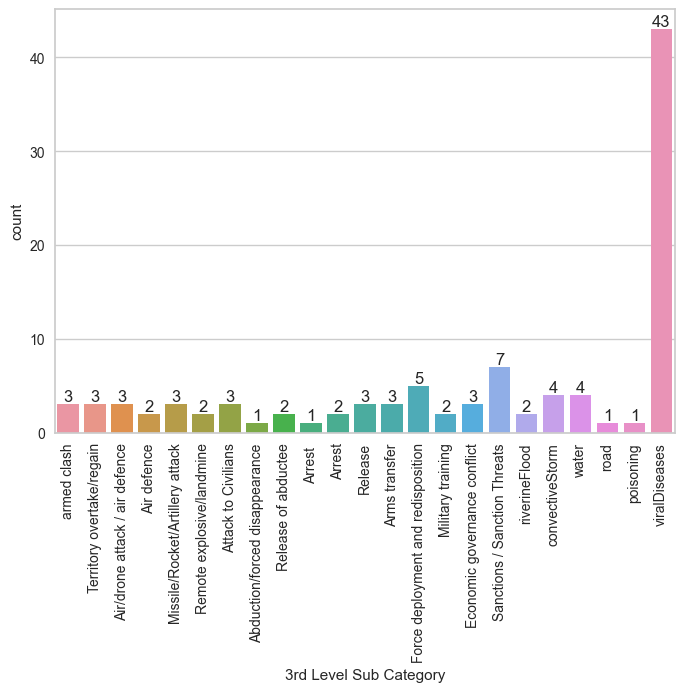 43
40
30
20
10
0
count
3
3
3
2
3
2
3
1
2
1
2
3
3
5
2
3
7
2
4
4
1
1
armed clash
Territory overtake/regain
Air/drone attack / air defence
Air defence
Missile/Rocket/Artillery attack
Remote explosive/landmine
Attack to Civilians
Abduction/forced disappearance
Release of abductee
Arrest
Arrest
Release
Arms transfer
Force deployment and redisposition
Military training
Economic governance conflict
Sanctions / Sanction Threats
riverineFlood
convectiveStorm
water
road
poisoning
viralDiseases
3rd Level Sub Category